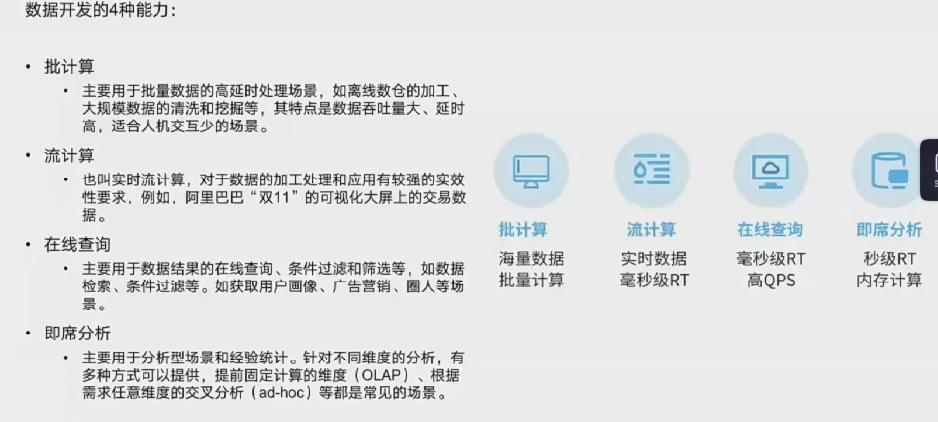 数据开发的4种能力：
• 批计算
• 主要用于批量数据的高延时处理场景，如离线数仓的加工、
大规模数据的清洗和挖掘等，其特点是数据吞吐量大、延时
高，适合人机交互少的场景。
• 流计算
• 也叫实时流计算，对于数据的加工处理和应用有较强的实效
性要求，例如，阿里巴巴“双11”的可视化大屏上的交易数
据。
• 在线查询
• 主要用于数据结果的在线查询、条件过滤和筛选等，如数据
检索、条件过滤等。如获取用户画像、广告营销、圈人等场
景。
• 即席分析
• 主要用于分析型场景和经验统计。针对不同维度的分析，有
多种方式可以提供，提前固定计算的维度（OLAP）、根据
需求任意维度的交叉分析（ad-hoc）等都是常见的场景。
批计算
海量数据
批量计算
流计算
实时数据
毫秒级RT
在线查询
毫秒级RT
高QPS
即席分析
秒级RT
内存计算